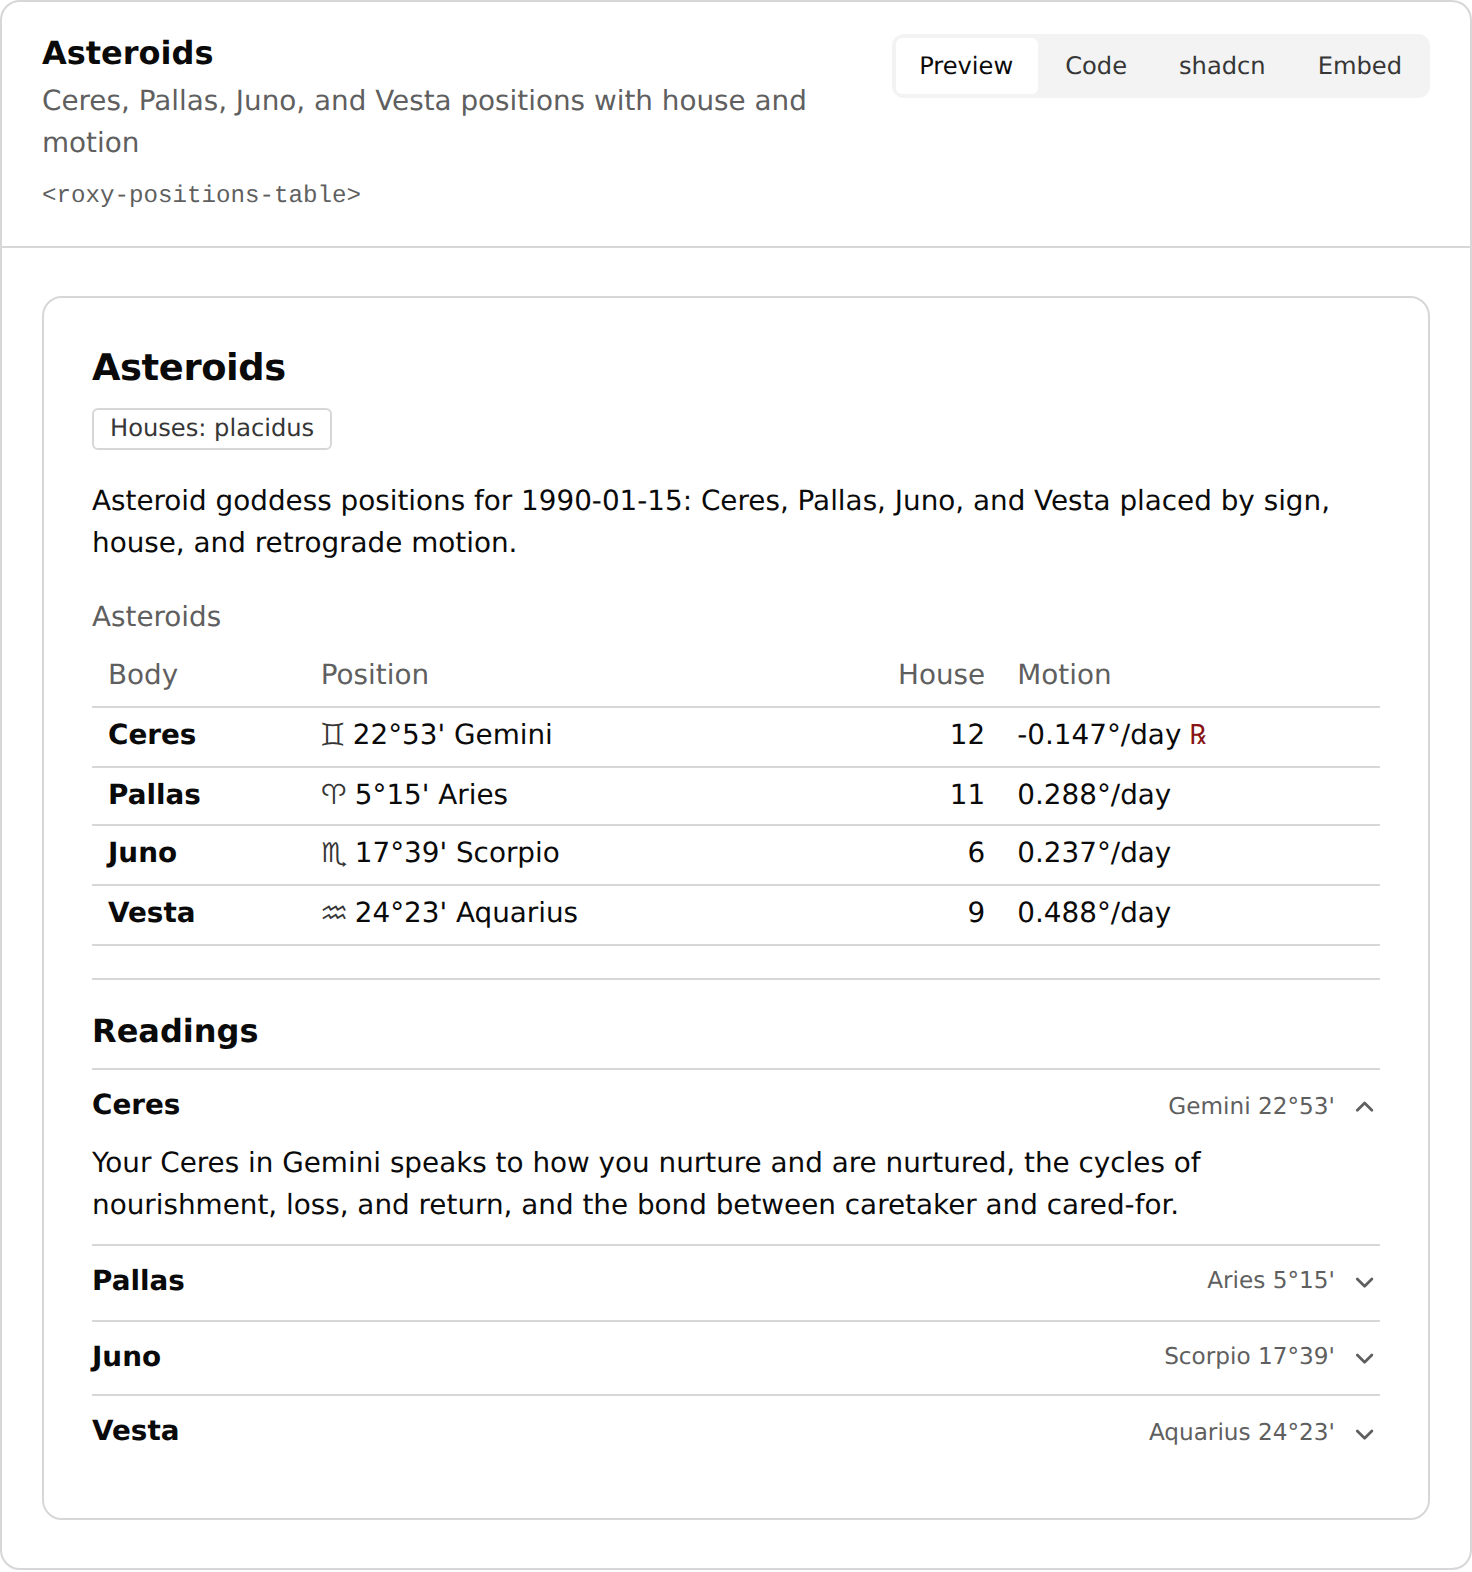 Asteroids
Preview Code shadcn Embed
Ceres, Pallas, Juno, and Vesta positions with house and
motion
<roxy-positions-table>
Asteroids
Houses: placidus
Asteroid goddess positions for 1990-01-15: Ceres, Pallas, Juno, and Vesta placed by sign,
house, and retrograde motion.
Asteroids
Body Position House Motion
Ceres ♊ 22°53' Gemini 12 -0.147°/day ℞
Pallas ♈ 5°15' Aries 11 0.288°/day
Juno ♏ 17°39' Scorpio 6 0.237°/day
Vesta ♒ 24°23' Aquarius 9 0.488°/day
Readings
Ceres Gemini 22°53'
Your Ceres in Gemini speaks to how you nurture and are nurtured, the cycles of
nourishment, loss, and return, and the bond between caretaker and cared-for.
Pallas Aries 5°15'
Juno Scorpio 17°39'
Vesta Aquarius 24°23'